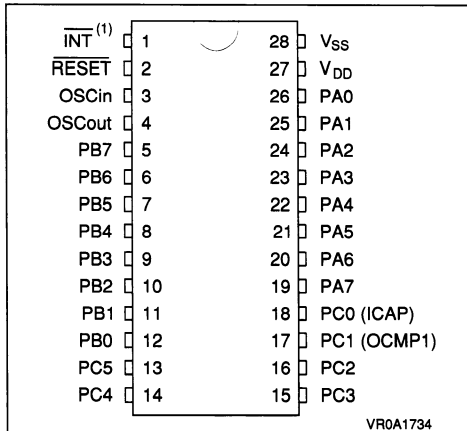 INT (1) 1 28 VSS
RESET 2 27 VDD
OSCin 3 26 PA0
OSCout 4 25 PA1
PB7 5 24 PA2
PB6 6 23 PA3
PB5 7 22 PA4
PB4 8 21 PA5
PB3 9 20 PA6
PB2 10 19 PA7
PB1 11 18 PC0 (ICAP)
PB0 12 17 PC1 (OCMP1)
PC5 13 16 PC2
PC4 14 15 PC3
VR0A1734